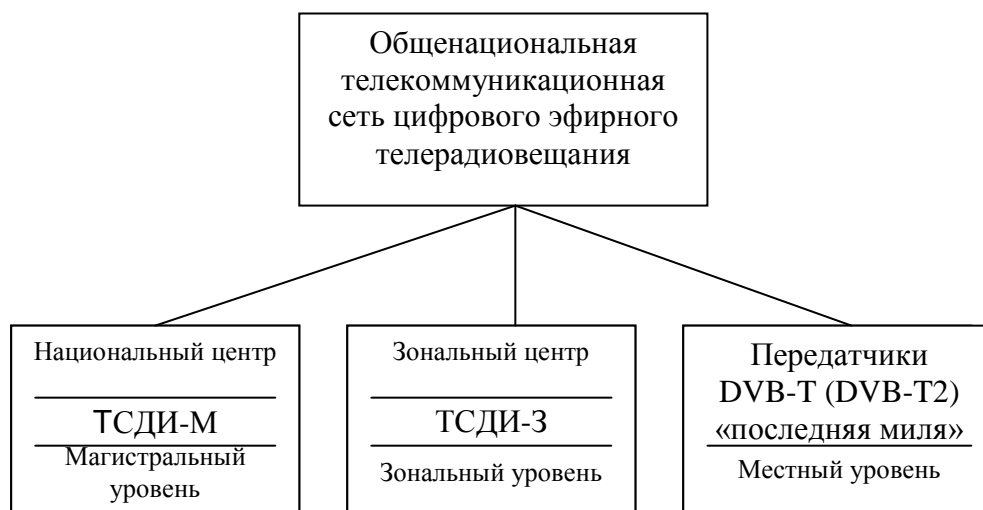 Общенациональная
телекоммуникационная
сеть цифрового эфирного
телерадиовещания
Национальный центр
ТСДИ-М
Магистральный
уровень
Зональный центр
ТСДИ-З
Зональный уровень
Передатчики
DVB-T (DVB-T2)
«последняя миля»
Местный уровень